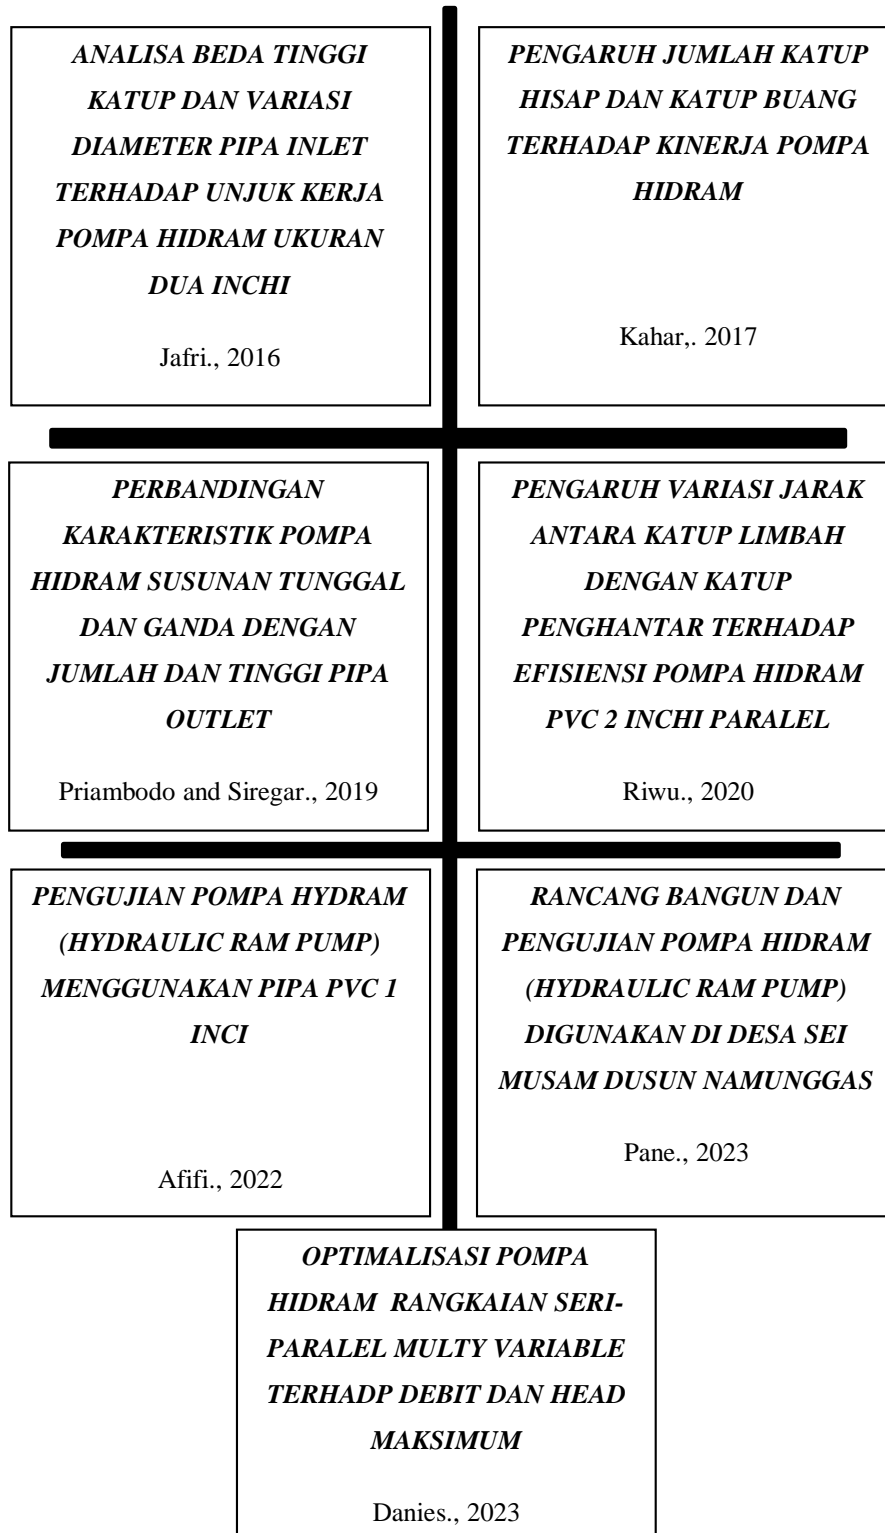 ANALISA BEDA TINGGI
KATUP DAN VARIASI
DIAMETER PIPA INLET
TERHADAP UNJUK KERJA
POMPA HIDRAM UKURAN
DUA INCHI
Jafri., 2016
PENGARUH JUMLAH KATUP
HISAP DAN KATUP BUANG
TERHADAP KINERJA POMPA
HIDRAM
Kahar,. 2017
PERBANDINGAN
KARAKTERISTIK POMPA
HIDRAM SUSUNAN TUNGGAL
DAN GANDA DENGAN
JUMLAH DAN TINGGI PIPA
OUTLET
Priambodo and Siregar., 2019
PENGARUH VARIASI JARAK
ANTARA KATUP LIMBAH
DENGAN KATUP
PENGHANTAR TERHADAP
EFISIENSI POMPA HIDRAM
PVC 2 INCHI PARALEL
Riwu., 2020
PENGUJIAN POMPA HYDRAM
(HYDRAULIC RAM PUMP)
MENGGUNAKAN PIPA PVC 1
INCI
Afifi., 2022
RANCANG BANGUN DAN
PENGUJIAN POMPA HIDRAM
(HYDRAULIC RAM PUMP)
DIGUNAKAN DI DESA SEI
MUSAM DUSUN NAMUNGGAS
Pane., 2023
OPTIMALISASI POMPA
HIDRAM RANGKAIAN SERI-
PARALEL MULTY VARIABLE
TERHADP DEBIT DAN HEAD
MAKSIMUM
Danies., 2023